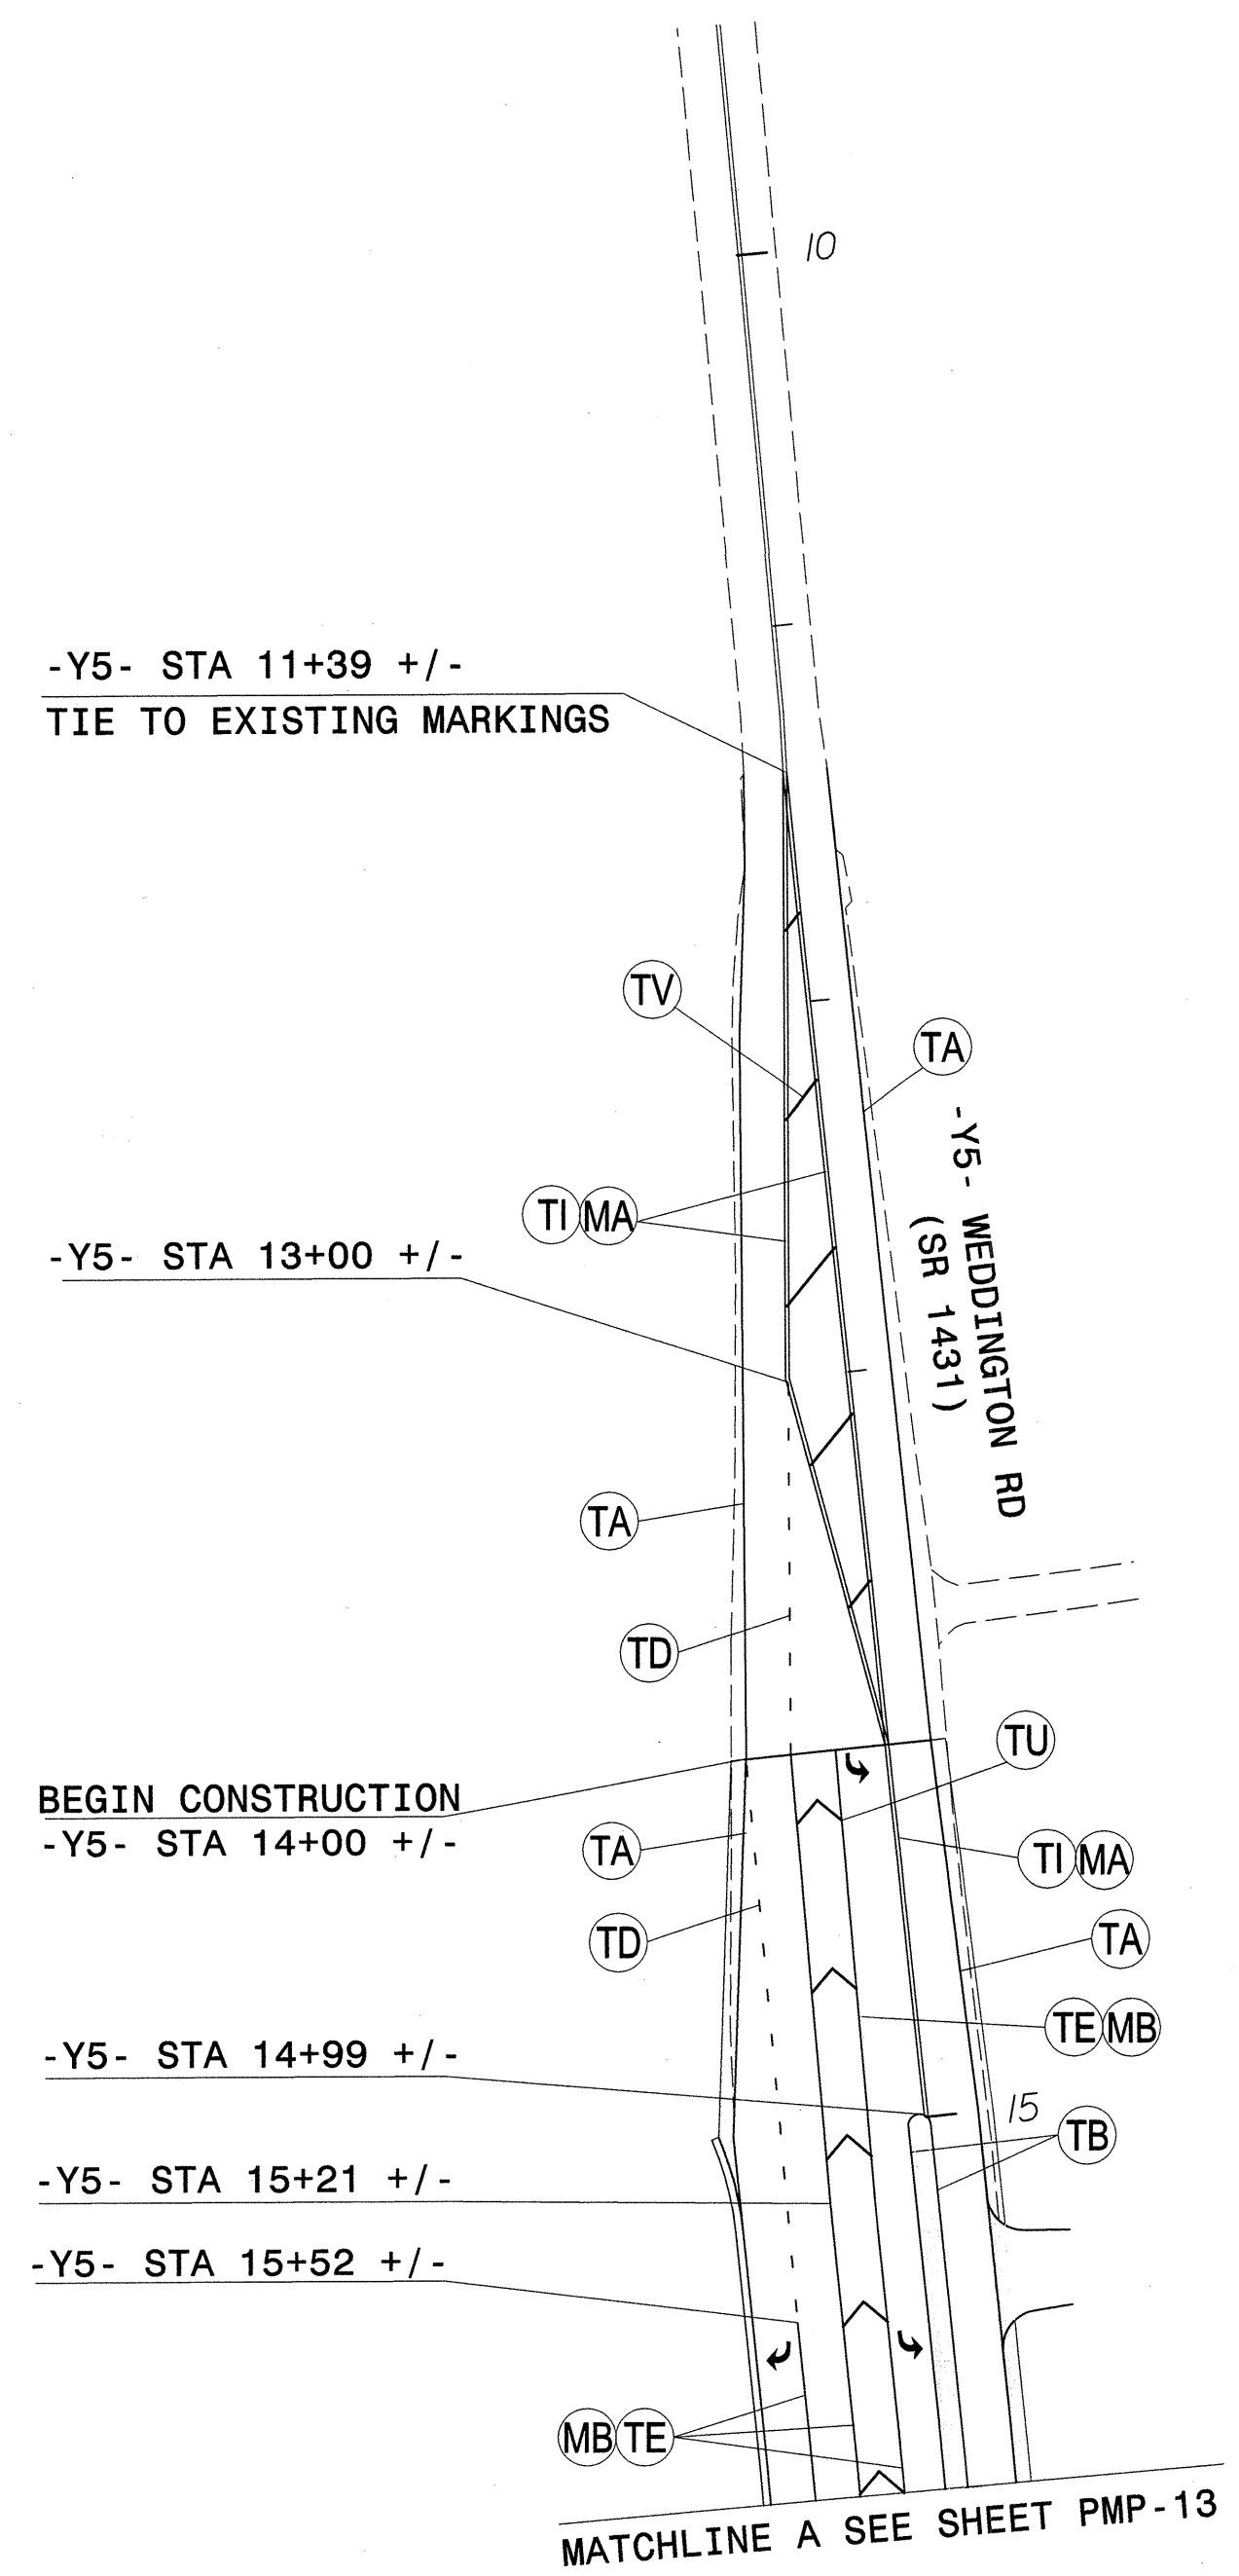 10
-Y5- STA 11+39 +/-
TIE TO EXISTING MARKINGS
TV
TA
-Y5- WEDDINGTON RD
(SR 1431)
TI MA
-Y5- STA 13+00 +/-
TA
TD
TU
BEGIN CONSTRUCTION
-Y5- STA 14+00 +/-
TA
TI MA
TD
TA
TE MB
-Y5- STA 14+99 +/-
15
TB
-Y5- STA 15+21 +/-
-Y5- STA 15+52 +/-
MB TE
MATCHLINE A SEE SHEET PMP-13